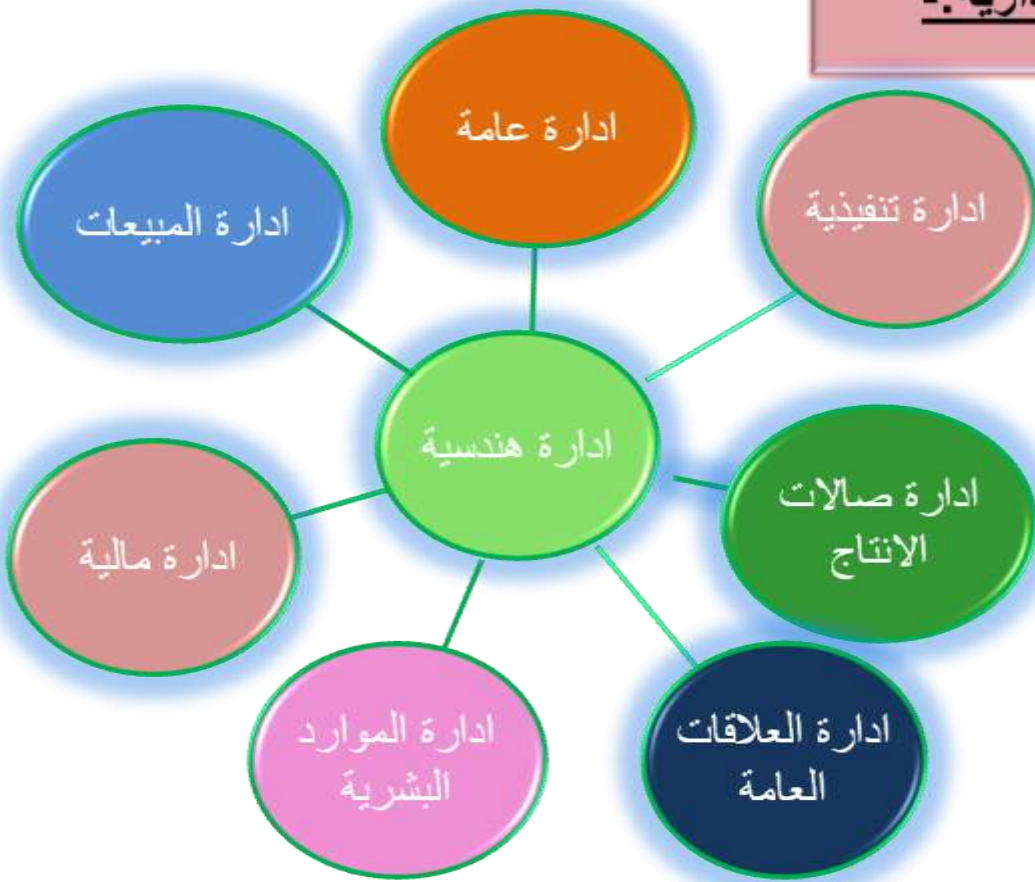 ادارة عامة
ادارة تنفيذية
ادارة المبيعات
ادارة هندسية
ادارة صالات
الانتاج
ادارة مالية
ادارة العلاقات
العامة
ادارة الموارد
البشرية